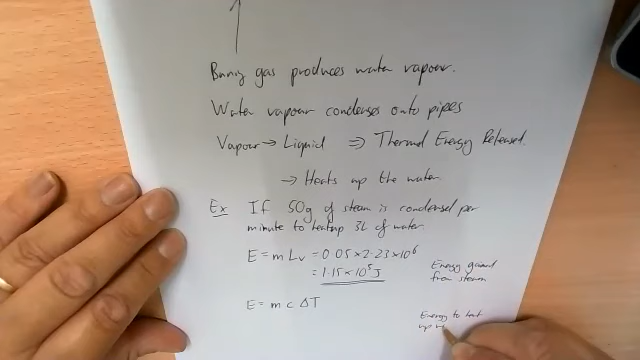 Burning gas produces water vapour.
Water vapour condenses onto pipes
Vapour → Liquid ⇒ Thermal Energy Released.
→ Heats up the water.
Ex If 50g of steam is condensed per
minute to heat up 3L of water.
E = m Lv = 0.05 × 2.23 × 10⁶
= 1.15 × 10⁵ J
Energy gained
from steam
E = m c ΔT
Energy to heat
up